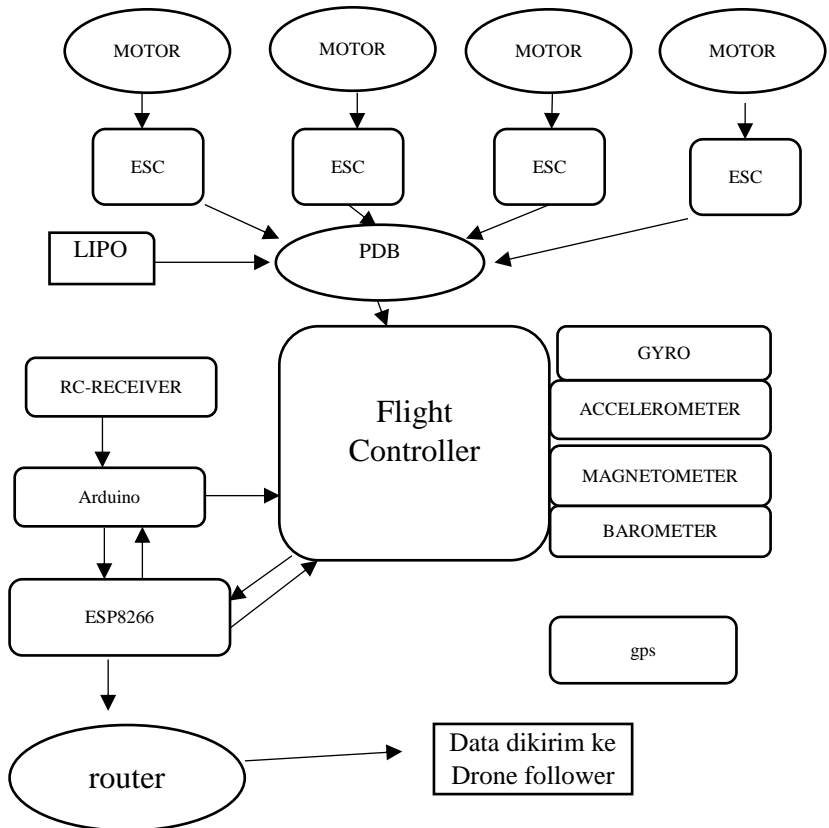 MOTOR
MOTOR
MOTOR
MOTOR
ESC
ESC
ESC
ESC
LIPO
PDB
GYRO
RC-RECEIVER
ACCELEROMETER
Flight
Controller
MAGNETOMETER
Arduino
BAROMETER
ESP8266
gps
router
Data dikirim ke
Drone follower